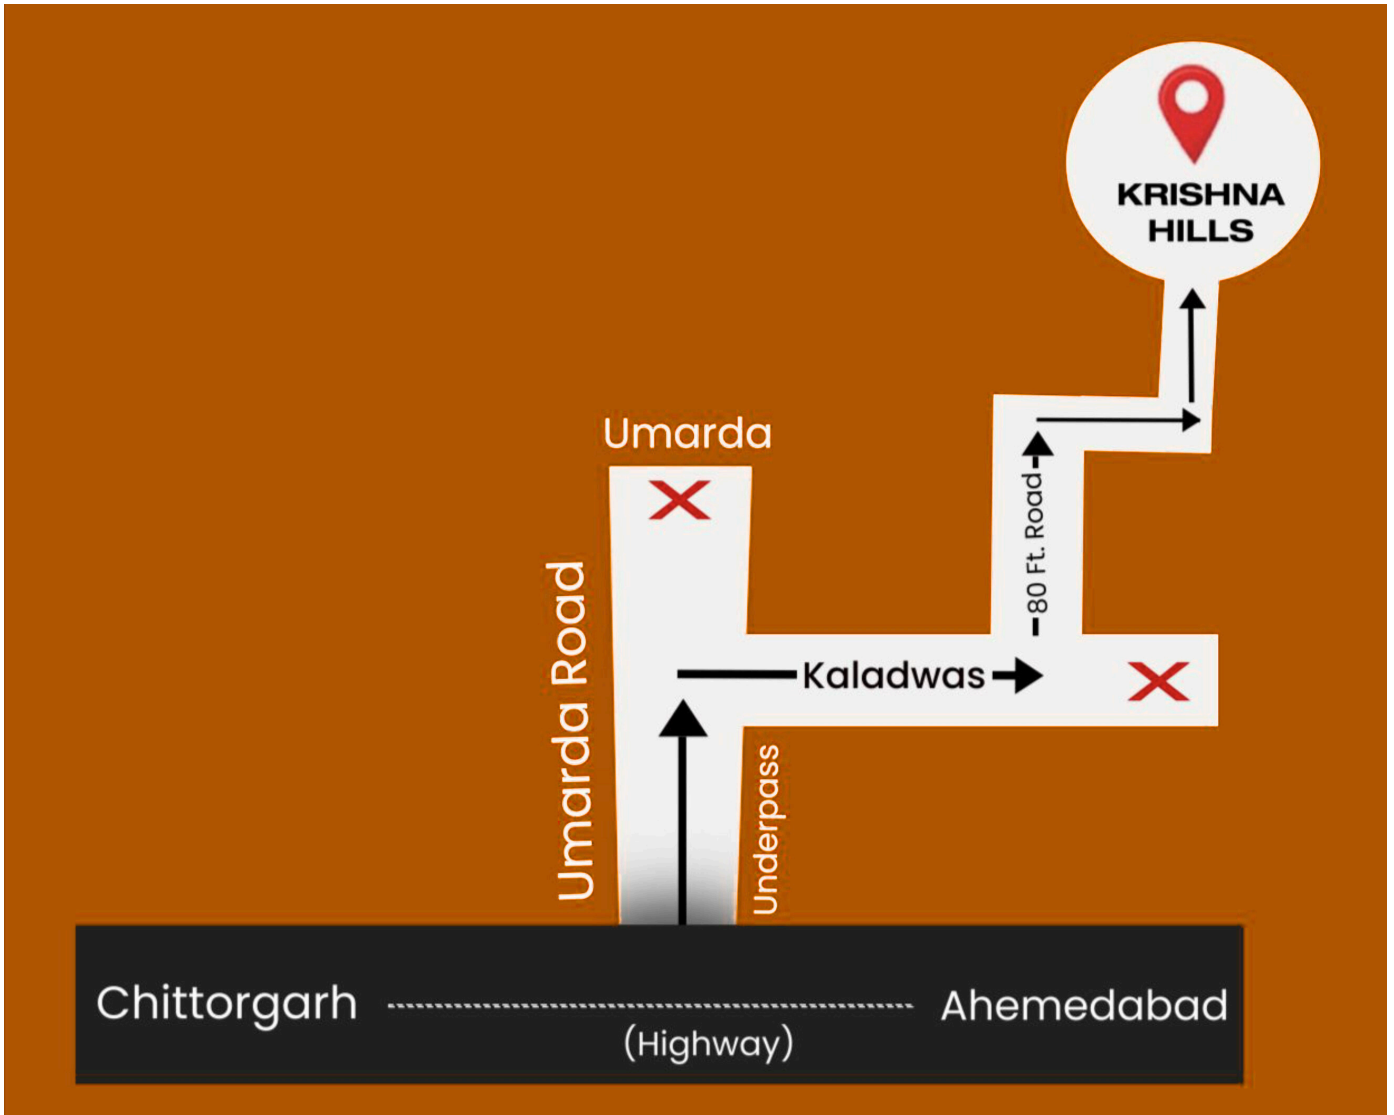 KRISHNA
HILLS
Umarda
80 Ft. Road
Umarda Road
Kaladwas
Underpass
Chittorgarh
Ahemedabad
(Highway)